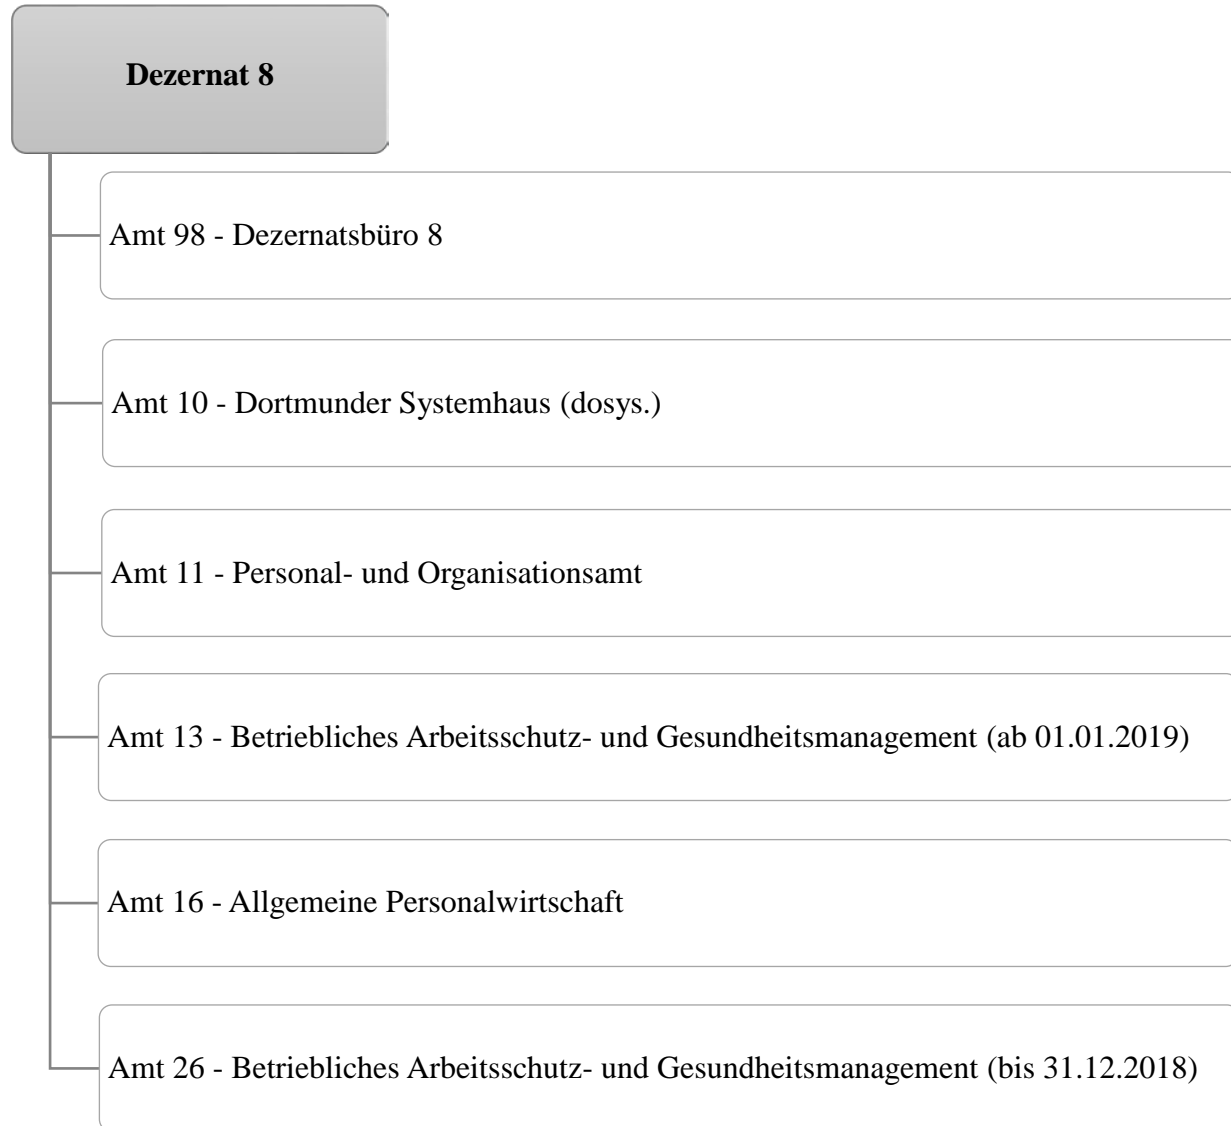 Dezernat 8
Amt 98 - Dezernatsbüro 8
Amt 10 - Dortmunder Systemhaus (dosys.)
Amt 11 - Personal- und Organisationsamt
Amt 13 - Betriebliches Arbeitsschutz- und Gesundheitsmanagement (ab 01.01.2019)
Amt 16 - Allgemeine Personalwirtschaft
Amt 26 - Betriebliches Arbeitsschutz- und Gesundheitsmanagement (bis 31.12.2018)